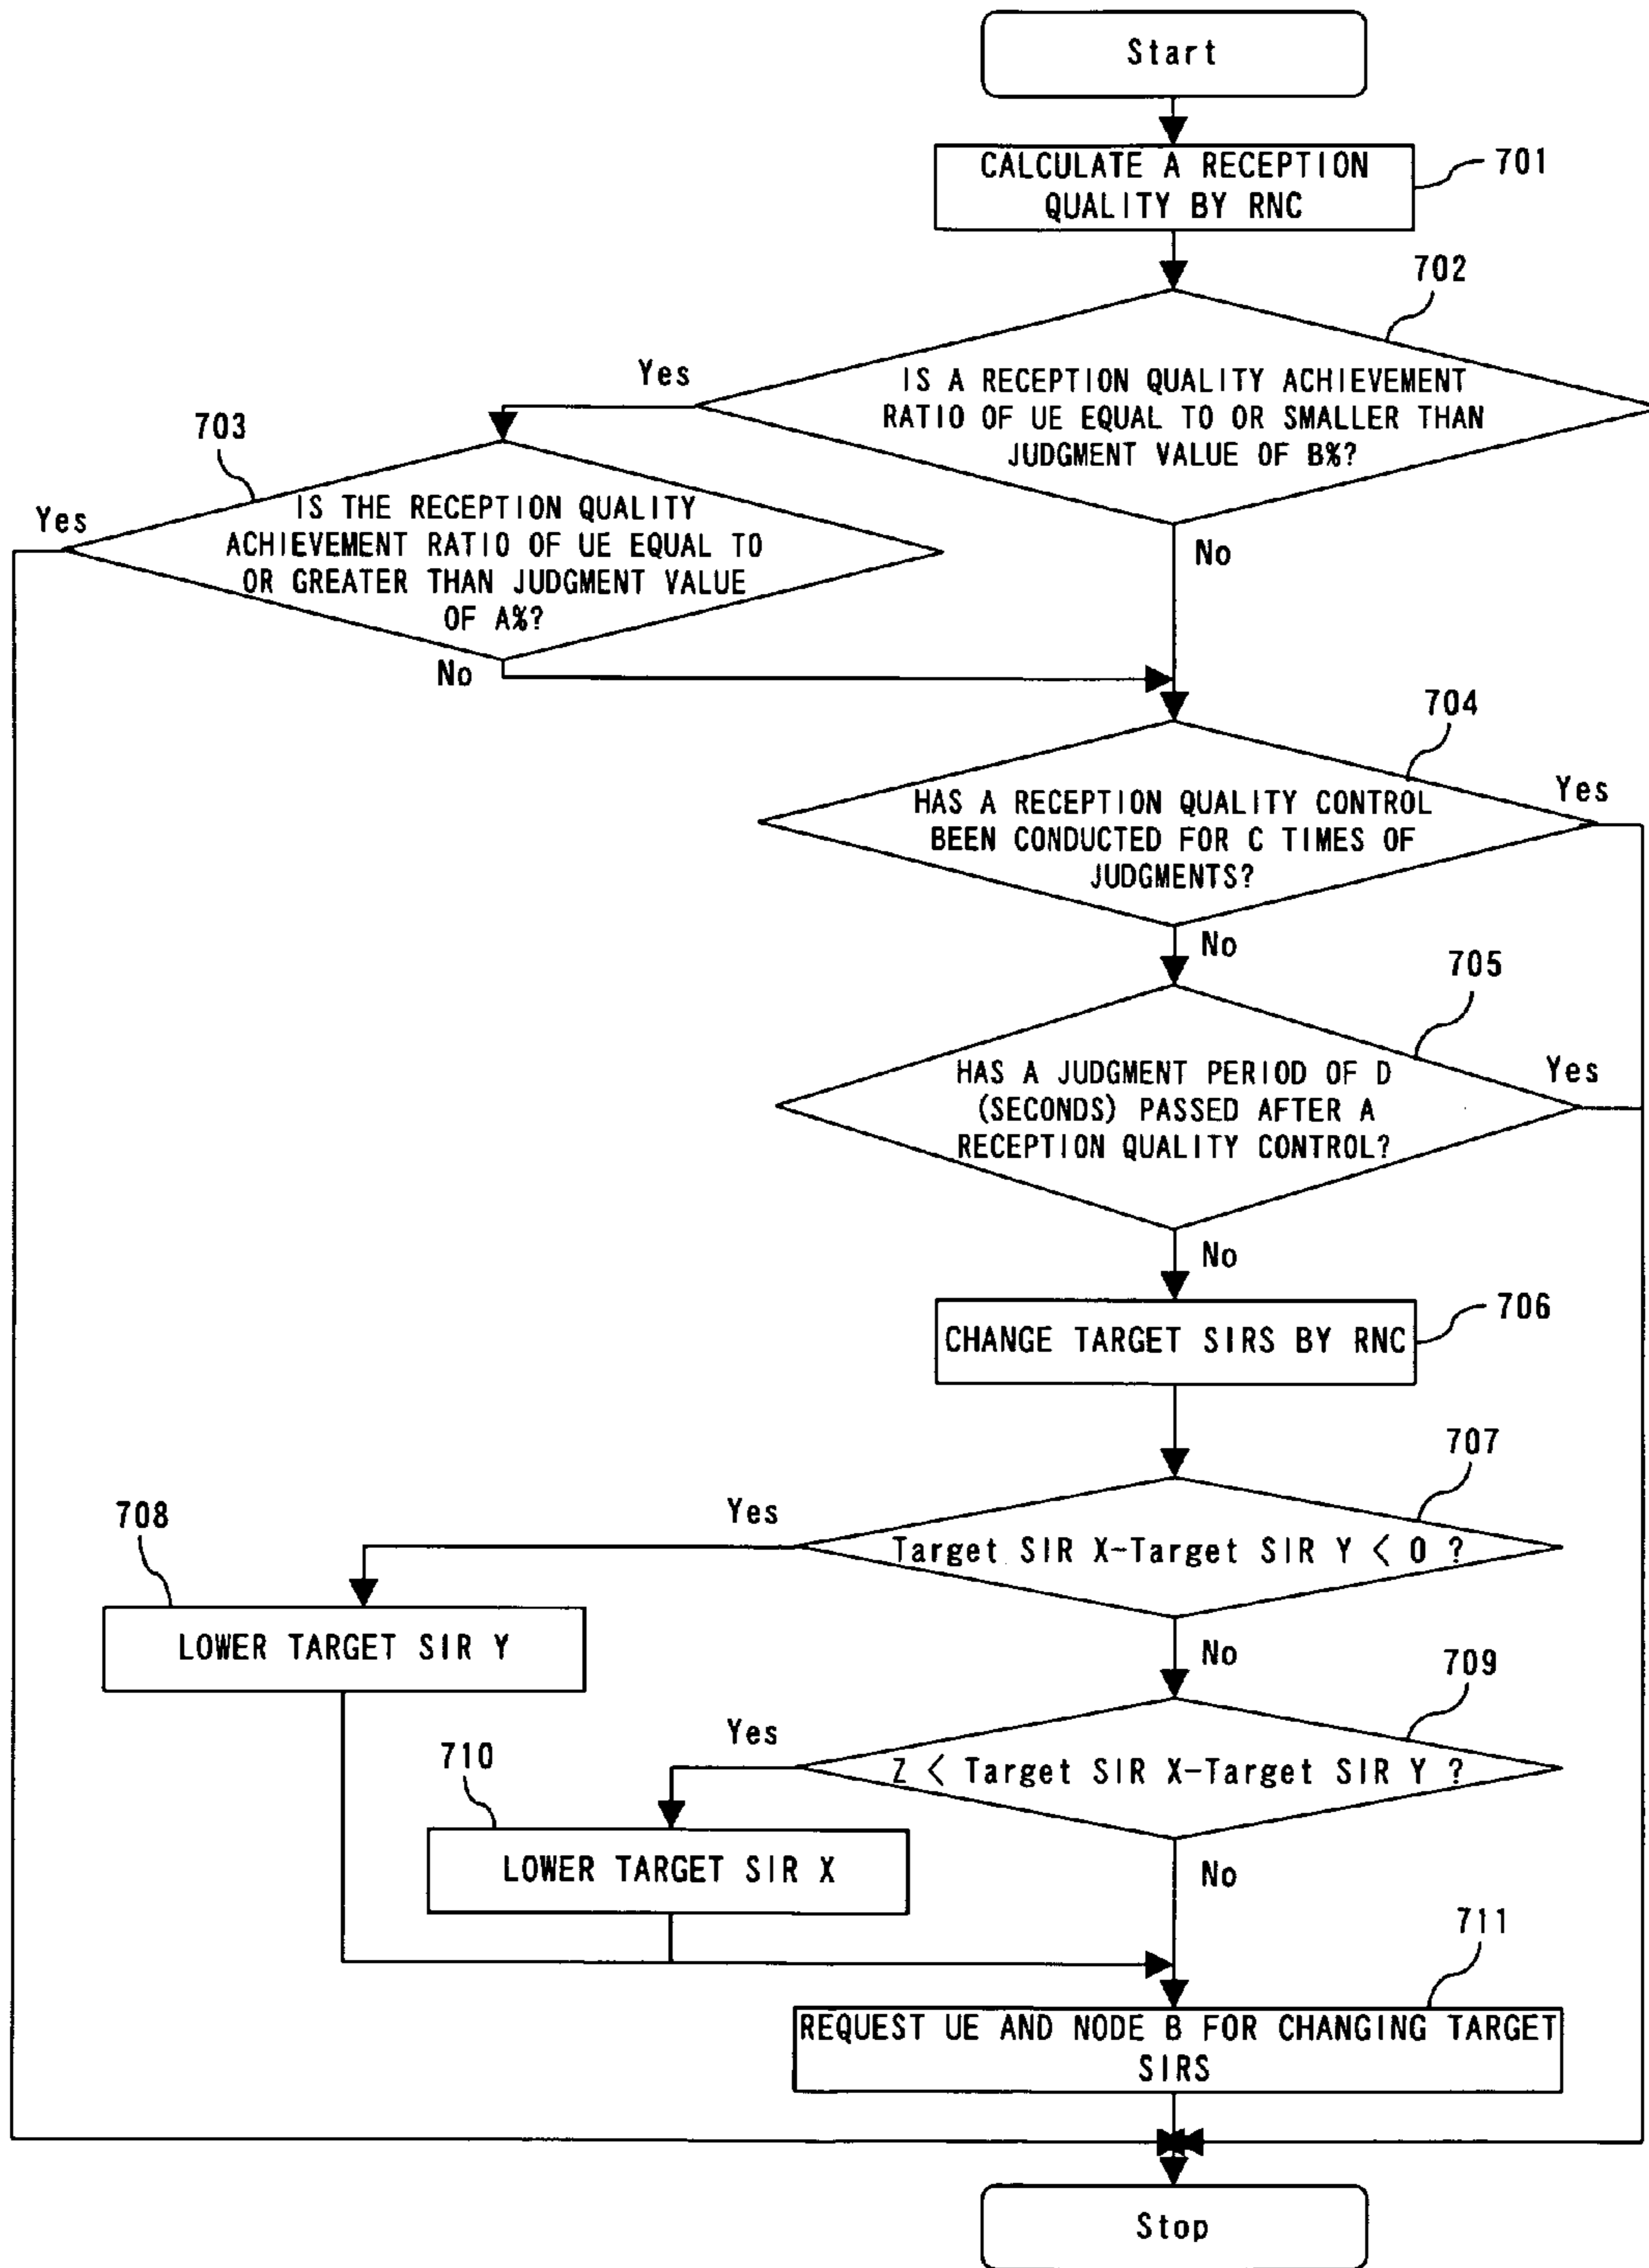 Start
CALCULATE A RECEPTION
QUALITY BY RNC
701
702
IS A RECEPTION QUALITY ACHIEVEMENT
RATIO OF UE EQUAL TO OR SMALLER THAN
JUDGMENT VALUE OF B%?
Yes
No
703
IS THE RECEPTION QUALITY
ACHIEVEMENT RATIO OF UE EQUAL TO
OR GREATER THAN JUDGMENT VALUE
OF A%?
Yes
No
704
HAS A RECEPTION QUALITY CONTROL
BEEN CONDUCTED FOR C TIMES OF
JUDGMENTS?
Yes
No
705
HAS A JUDGMENT PERIOD OF D
(SECONDS) PASSED AFTER A
RECEPTION QUALITY CONTROL?
Yes
No
CHANGE TARGET SIRS BY RNC
706
707
Target SIR X-Target SIR Y < 0 ?
Yes
No
708
LOWER TARGET SIR Y
709
Z < Target SIR X-Target SIR Y ?
Yes
No
710
LOWER TARGET SIR X
711
REQUEST UE AND NODE B FOR CHANGING TARGET
SIRS
Stop